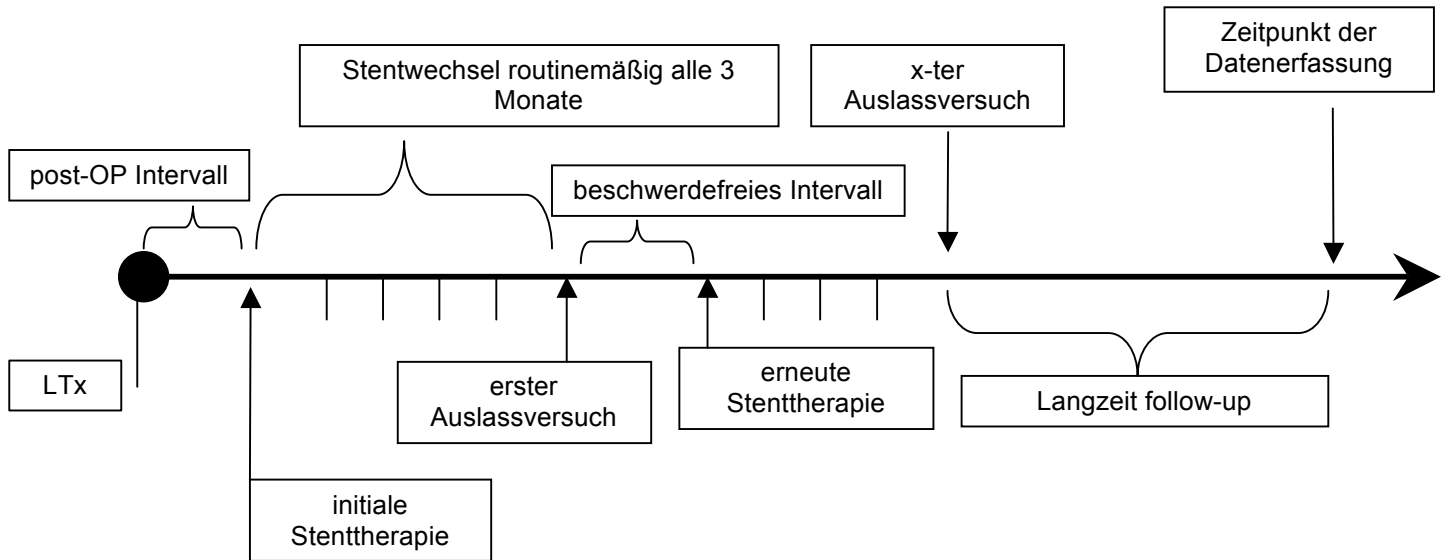 Zeitpunkt der
Datenerfassung
Stentwechsel routinemäßig alle 3
Monate
x-ter
Auslassversuch
post-OP Intervall
beschwerdefreies Intervall
LTx
erster
Auslassversuch
erneute
Stenttherapie
Langzeit follow-up
initiale
Stenttherapie